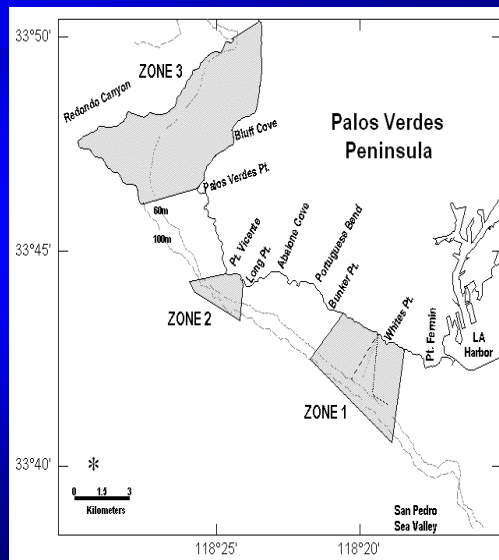 33°50'
ZONE 3
Redondo Canyon
Bluff Cove
Palos Verdes
Peninsula
Palos Verdes Pt.
60m
100m
33°45'
Pt. Vicente
Long Pt.
Abalone Cove
Portuguese Bend
Bunker Pt.
Whites Pt.
Pt. Fermin
LA
Harbor
ZONE 2
ZONE 1
33°40'
*
0 1.5 3
Kilometers
San Pedro
Sea Valley
118°25'
118°20'